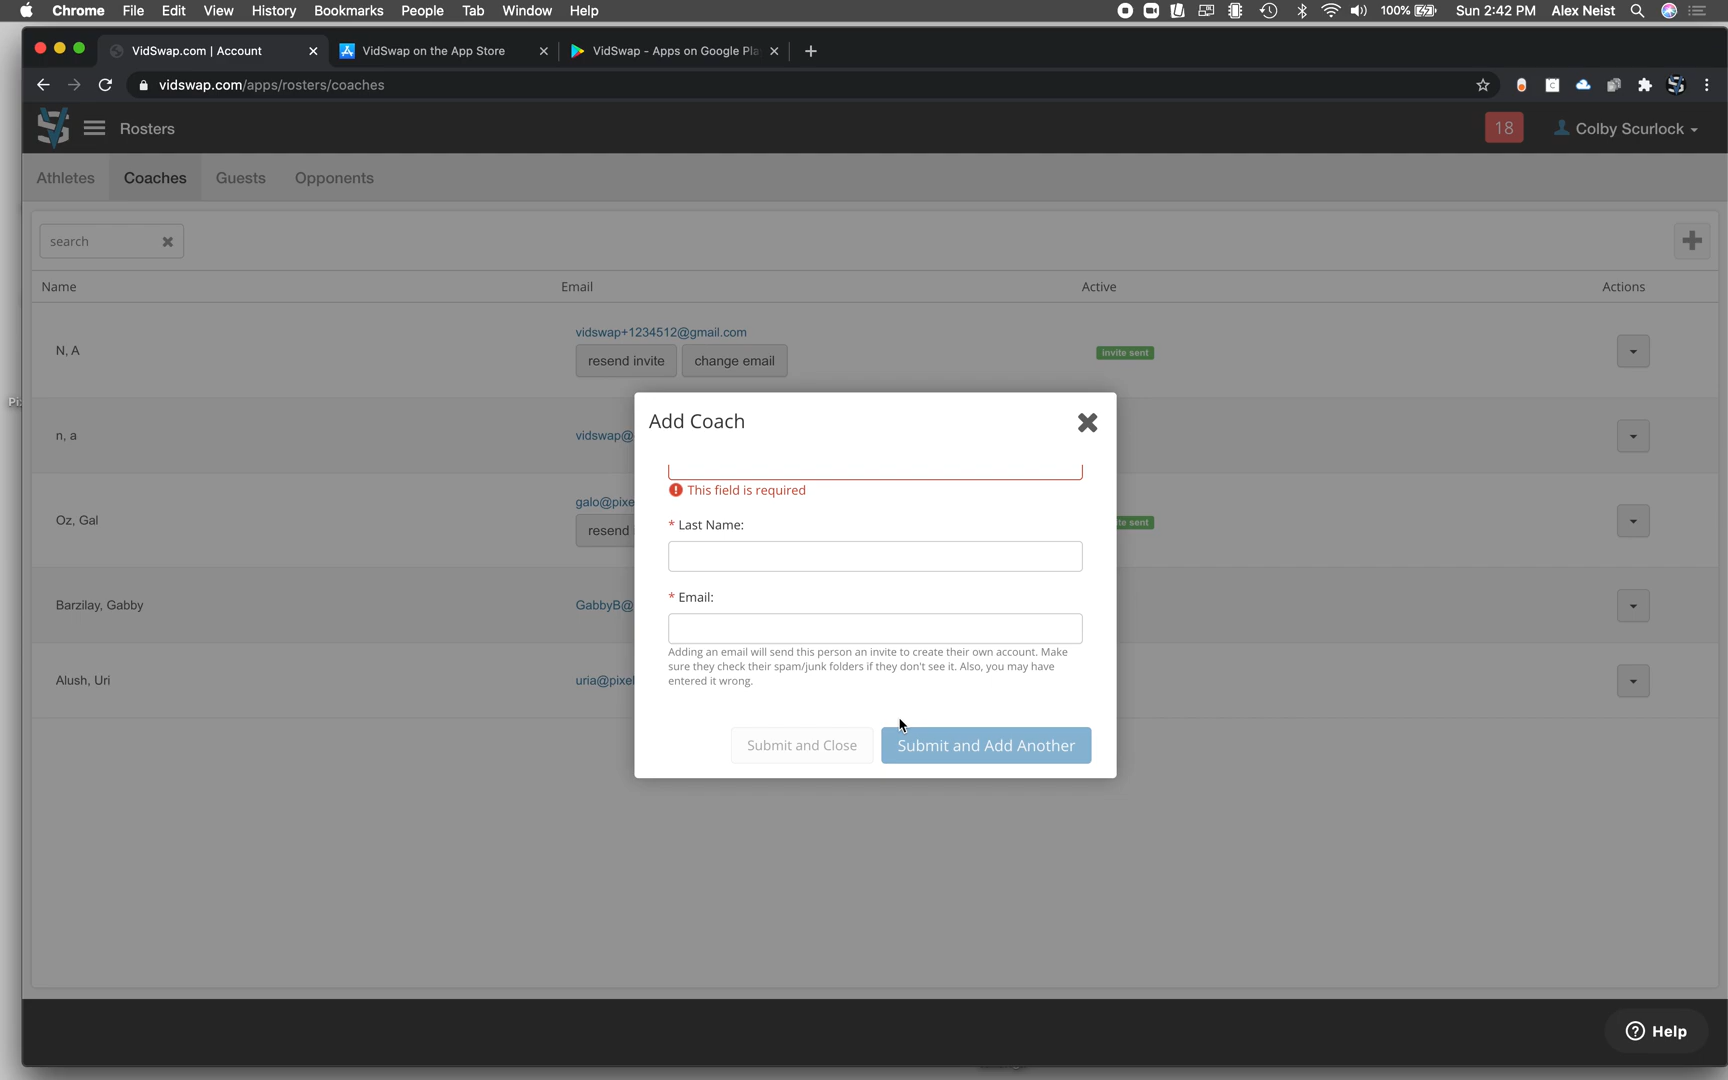 Chrome File Edit View History Bookmarks People Tab Window Help 100% Sun 2:42 PM Alex Neist
VidSwap.com | Account VidSwap on the App Store VidSwap - Apps on Google Pla
vidswap.com/apps/rosters/coaches
Rosters 18 Colby Scurlock
Athletes Coaches Guests Opponents
search
Name Email Active Actions
vidswap+1234512@gmail.com
N, A invite sent
resend invite change email
Add Coach
n, a vidswap@
This field is required
galo@pixe
Oz, Gal te sent
* Last Name:
resend
* Email:
Barzilay, Gabby GabbyB@
Adding an email will send this person an invite to create their own account. Make
sure they check their spam/junk folders if they don't see it. Also, you may have
entered it wrong.
Alush, Uri uria@pixel
Submit and Close Submit and Add Another
Help